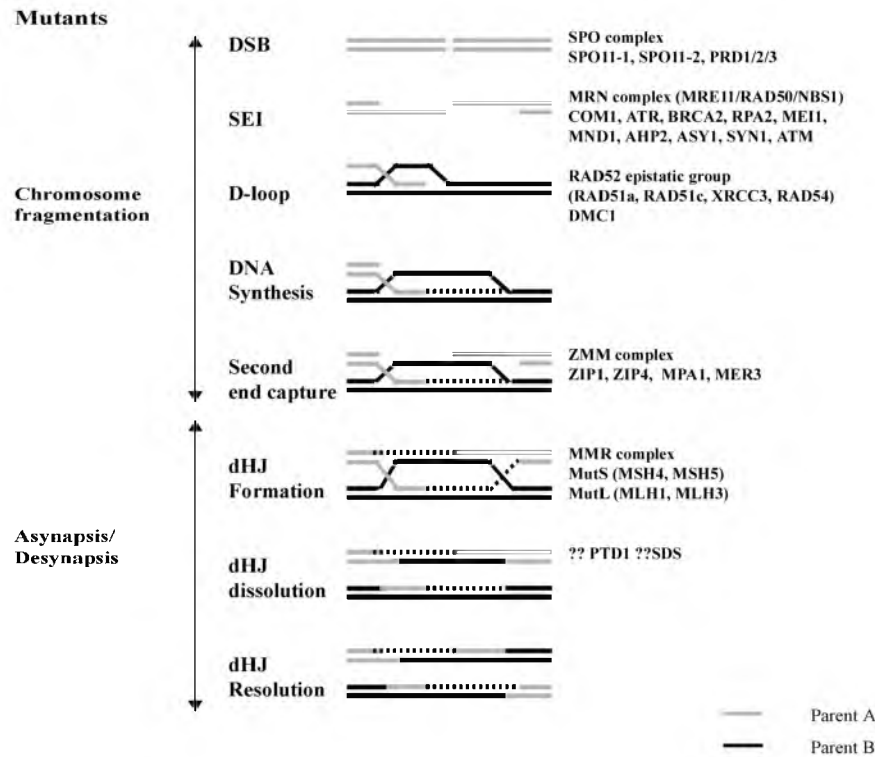 Mutants
DSB
SPO complex
SPO11-1, SPO11-2, PRD1/2/3
SEI
MRN complex (MRE11/RAD50/NBS1)
COM1, ATR, BRCA2, RPA2, MEI1,
MND1, AHP2, ASY1, SYN1, ATM
Chromosome
fragmentation
D-loop
RAD52 epistatic group
(RAD51a, RAD51c, XRCC3, RAD54)
DMC1
DNA
Synthesis
Second
end capture
ZMM complex
ZIP1, ZIP4, MPA1, MER3
dHJ
Formation
MMR complex
MutS (MSH4, MSH5)
MutL (MLH1, MLH3)
Asynapsis/
Desynapsis
dHJ
dissolution
?? PTD1 ??SDS
dHJ
Resolution
Parent A
Parent B